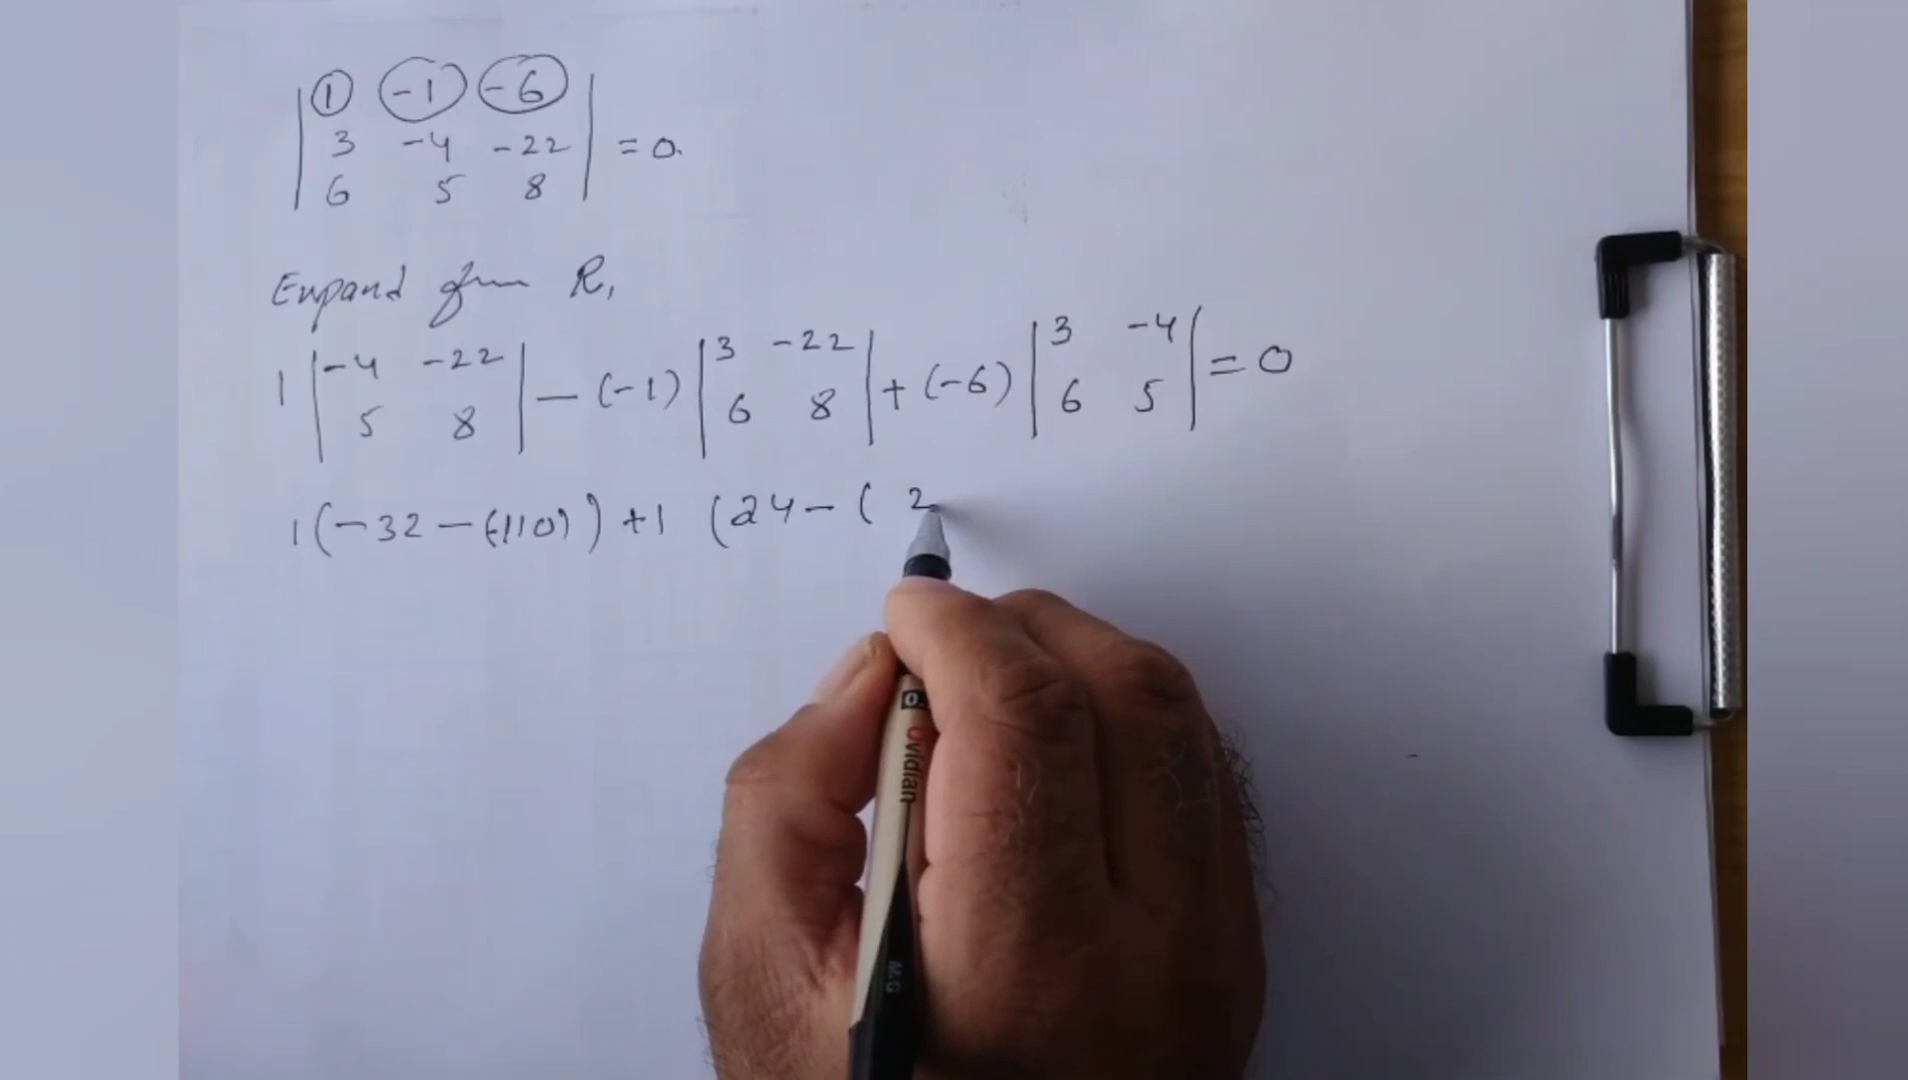 | 1 -1 -6 |
| 3 -4 -22 | = 0.
| 6 5 8 |
Expand from R₁
1 | -4 -22 | - (-1) | 3 -22 | + (-6) | 3 -4 | = 0
| 5 8 | | 6 8 | | 6 5 |
1 (-32 - (-110)) + 1 (24 - ( 2
0.
Ovidian
M.G